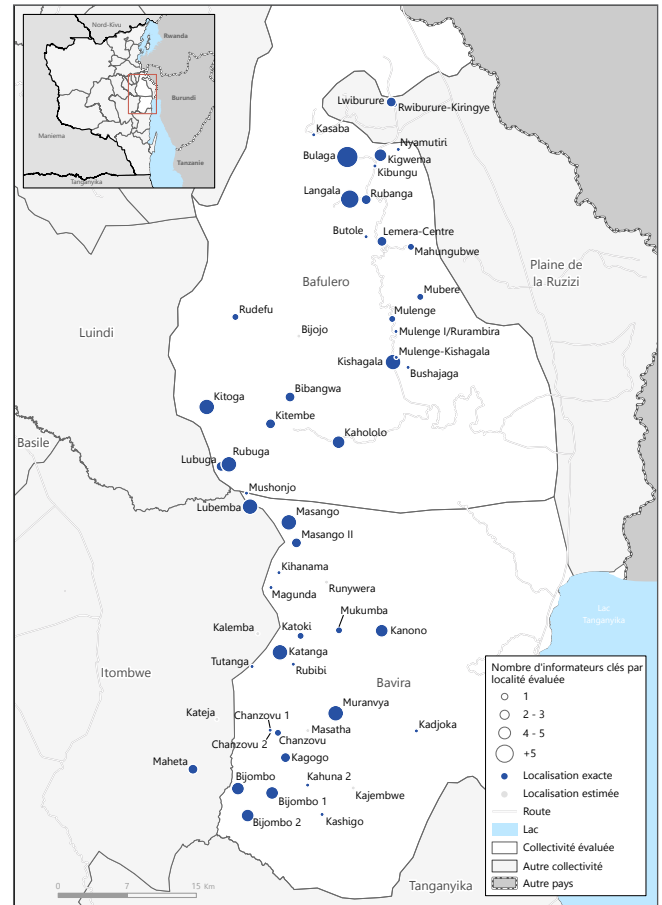 Nord-Kivu
Rwanda
Burundi
Maniema
Tanzanie
Tanganyika
Lwiburure
Rwiburure-Kiringye
Kasaba
Nyamutiri
Bulaga
Kigwema
Kibungu
Langala
Rubanga
Butole
Lemera-Centre
Mahungubwe
Plaine de
la Ruzizi
Bafulero
Mubere
Rudefu
Mulenge
Luindi
Bijojo
Mulenge I/Rurambira
Mulenge-Kishagala
Kishagala
Bushajaga
Bibangwa
Kitoga
Kitembe
Kahololo
Basile
Rubuga
Lubuga
Mushonjo
Lubemba
Masango
Masango II
Kihanama
Magunda
Runywera
Mukumba
Lac
Tanganyika
Kalemba
Katoki
Kanono
Katanga
Tutanga
Rubibi
Itombwe
Bavira
Muranvya
Kateja
Chanzovu 1
Masatha
Kadjoka
Chanzovu 2
Chanzovu
Kagogo
Maheta
Bijombo
Kahuna 2
Bijombo 1
Kajembwe
Bijombo 2
Kashigo
Tanganyika
0 7 15 Km
Nombre d'informateurs clés par
localité évaluée
1
2 - 3
4 - 5
+5
Localisation exacte
Localisation estimée
Route
Lac
Collectivité évaluée
Autre collectivité
Autre pays